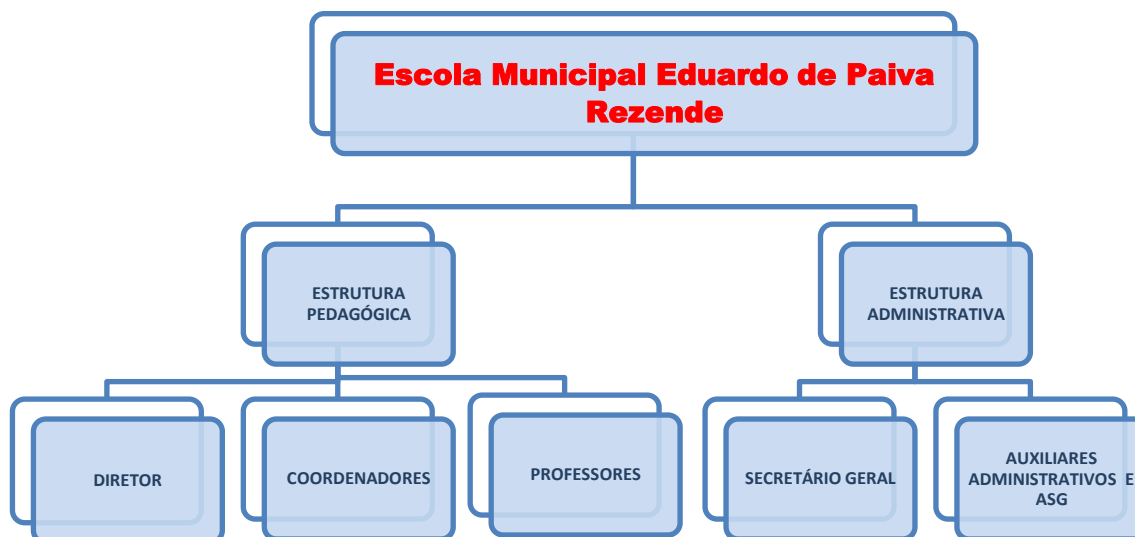 Escola Municipal Eduardo de Paiva
Rezende
ESTRUTURA
PEDAGÓGICA
ESTRUTURA
ADMINISTRATIVA
DIRETOR
COORDENADORES
PROFESSORES
SECRETÁRIO GERAL
AUXILIARES
ADMINISTRATIVOS E
ASG